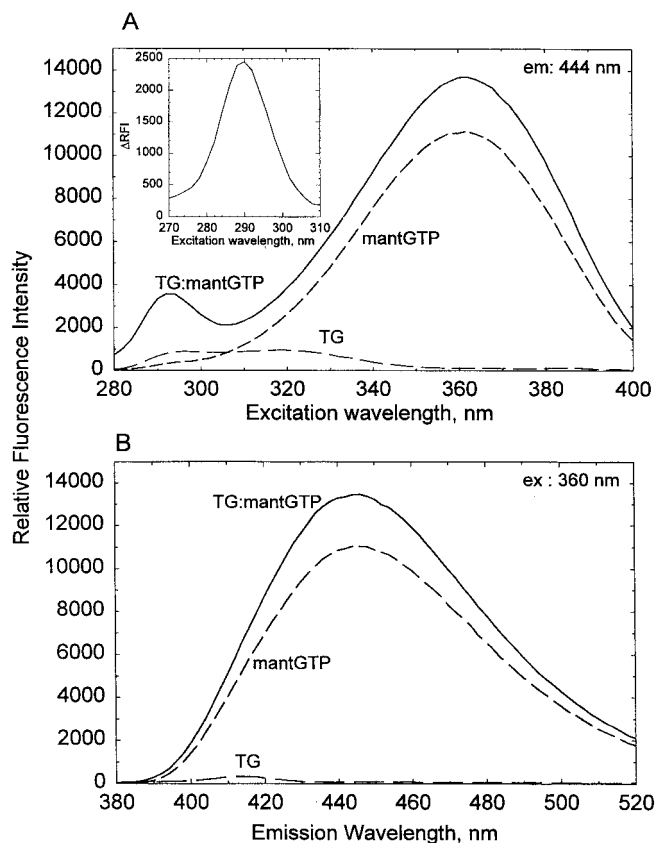 A
em: 444 nm
14000
12000
10000
8000
6000
4000
2000
0
280
300
320
340
360
380
400
Excitation wavelength, nm
2500
2000
1500
1000
500
0
ΔRFI
270
280
290
300
310
Excitation wavelength, nm
TG:mantGTP
mantGTP
TG
Relative Fluorescence Intensity
B
ex : 360 nm
14000
12000
10000
8000
6000
4000
2000
0
380
400
420
440
460
480
500
520
Emission Wavelength, nm
TG:mantGTP
mantGTP
TG